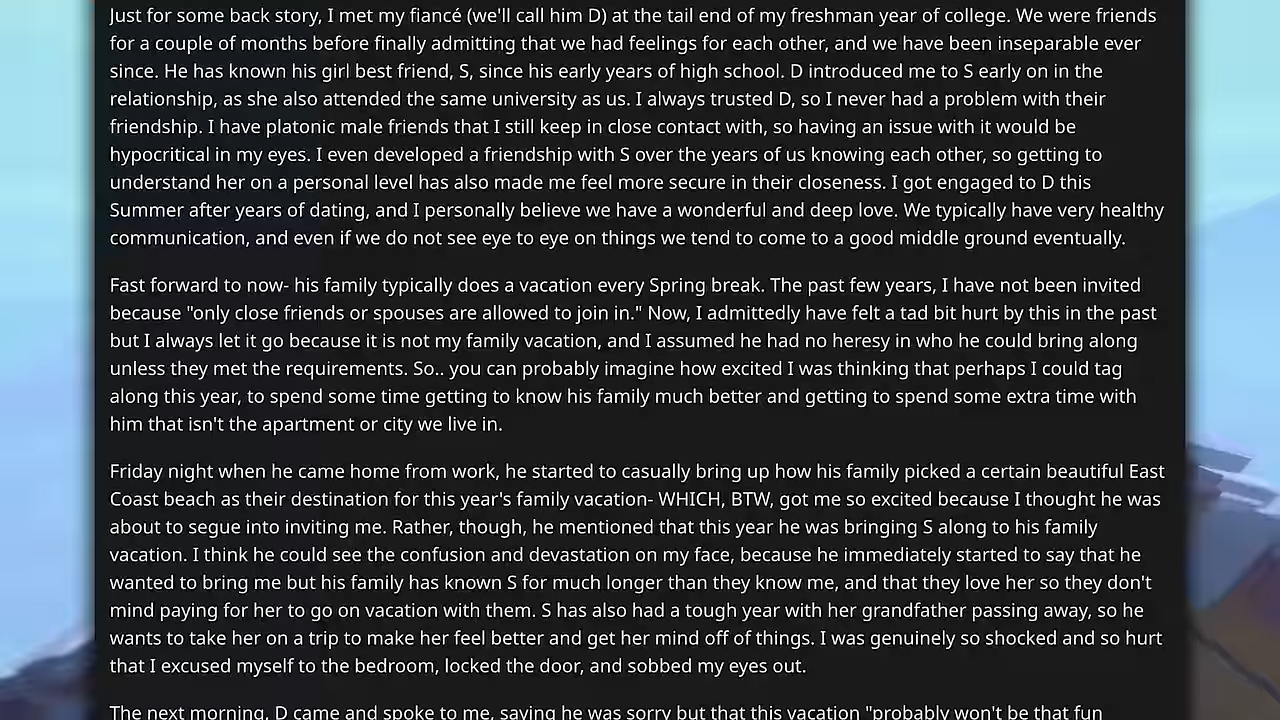 Just for some back story, I met my fiancé (we'll call him D) at the tail end of my freshman year of college. We were friends
for a couple of months before finally admitting that we had feelings for each other, and we have been inseparable ever
since. He has known his girl best friend, S, since his early years of high school. D introduced me to S early on in the
relationship, as she also attended the same university as us. I always trusted D, so I never had a problem with their
friendship. I have platonic male friends that I still keep in close contact with, so having an issue with it would be
hypocritical in my eyes. I even developed a friendship with S over the years of us knowing each other, so getting to
understand her on a personal level has also made me feel more secure in their closeness. I got engaged to D this
Summer after years of dating, and I personally believe we have a wonderful and deep love. We typically have very healthy
communication, and even if we do not see eye to eye on things we tend to come to a good middle ground eventually.
Fast forward to now- his family typically does a vacation every Spring break. The past few years, I have not been invited
because "only close friends or spouses are allowed to join in." Now, I admittedly have felt a tad bit hurt by this in the past
but I always let it go because it is not my family vacation, and I assumed he had no heresy in who he could bring along
unless they met the requirements. So.. you can probably imagine how excited I was thinking that perhaps I could tag
along this year, to spend some time getting to know his family much better and getting to spend some extra time with
him that isn't the apartment or city we live in.
Friday night when he came home from work, he started to casually bring up how his family picked a certain beautiful East
Coast beach as their destination for this year's family vacation- WHICH, BTW, got me so excited because I thought he was
about to segue into inviting me. Rather, though, he mentioned that this year he was bringing S along to his family
vacation. I think he could see the confusion and devastation on my face, because he immediately started to say that he
wanted to bring me but his family has known S for much longer than they know me, and that they love her so they don't
mind paying for her to go on vacation with them. S has also had a tough year with her grandfather passing away, so he
wants to take her on a trip to make her feel better and get her mind off of things. I was genuinely so shocked and so hurt
that I excused myself to the bedroom, locked the door, and sobbed my eyes out.
The next morning, D came and spoke to me, saying he was sorry but that this vacation "probably won't be that fun